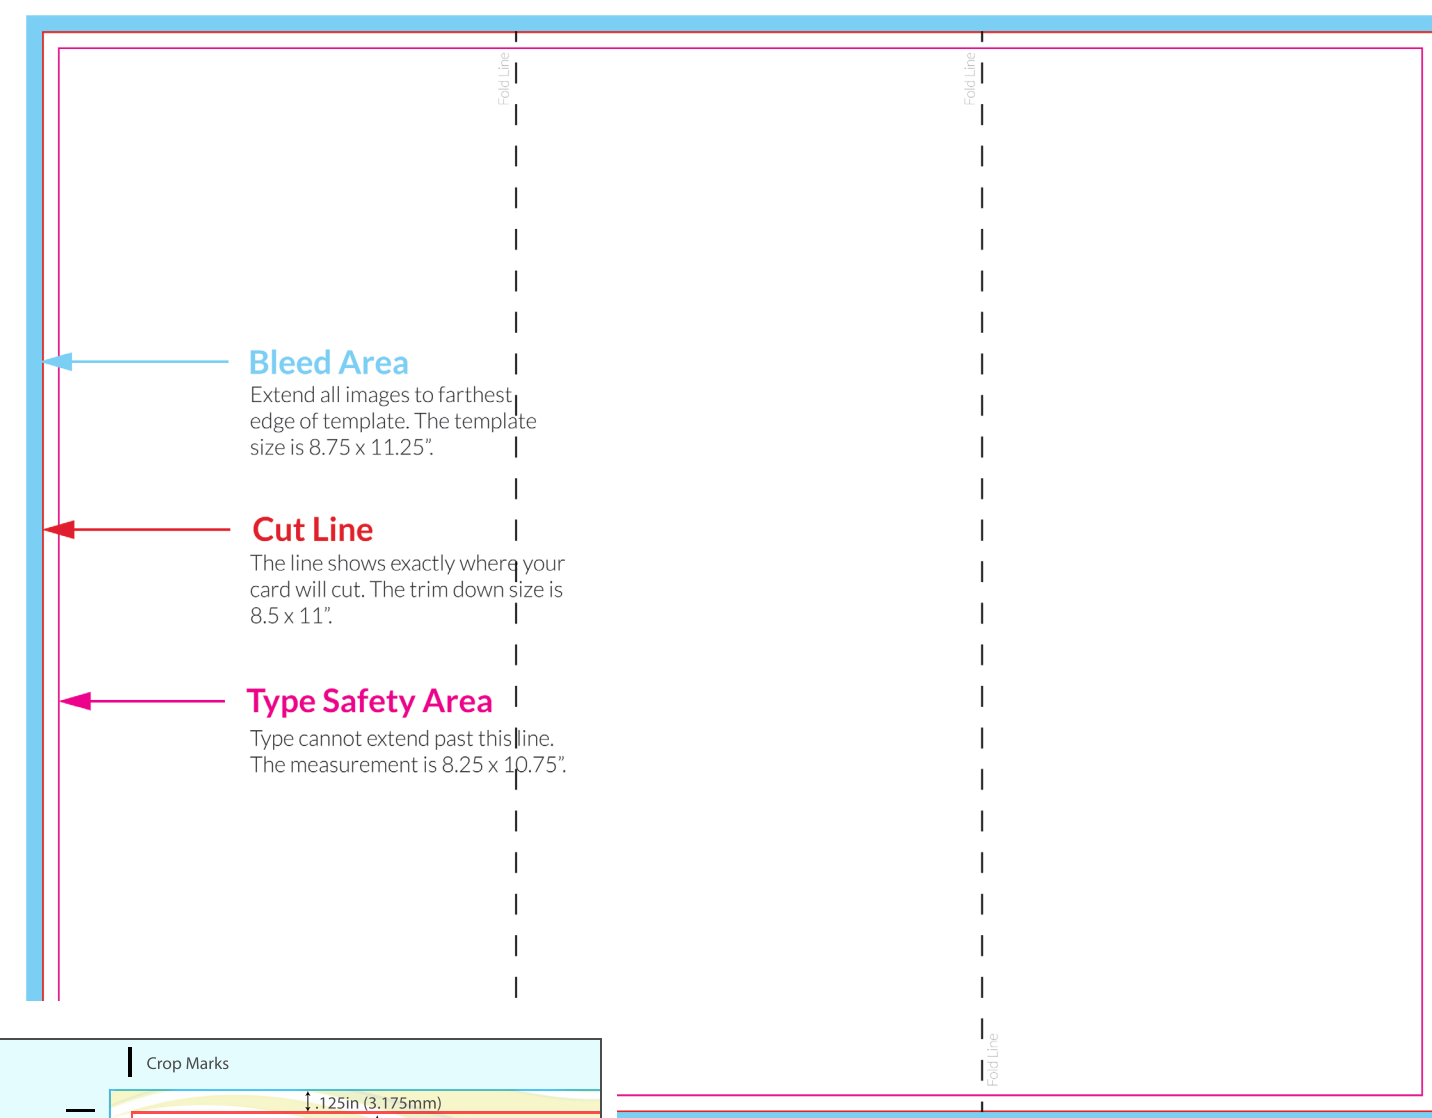 Fold Line
Fold Line
Bleed Area
Extend all images to farthest
edge of template. The template
size is 8.75 x 11.25”.
Cut Line
The line shows exactly where your
card will cut. The trim down size is
8.5 x 11”.
Type Safety Area
Type cannot extend past this line.
The measurement is 8.25 x 10.75”.
Fold Line
Crop Marks
.125in (3.175mm)